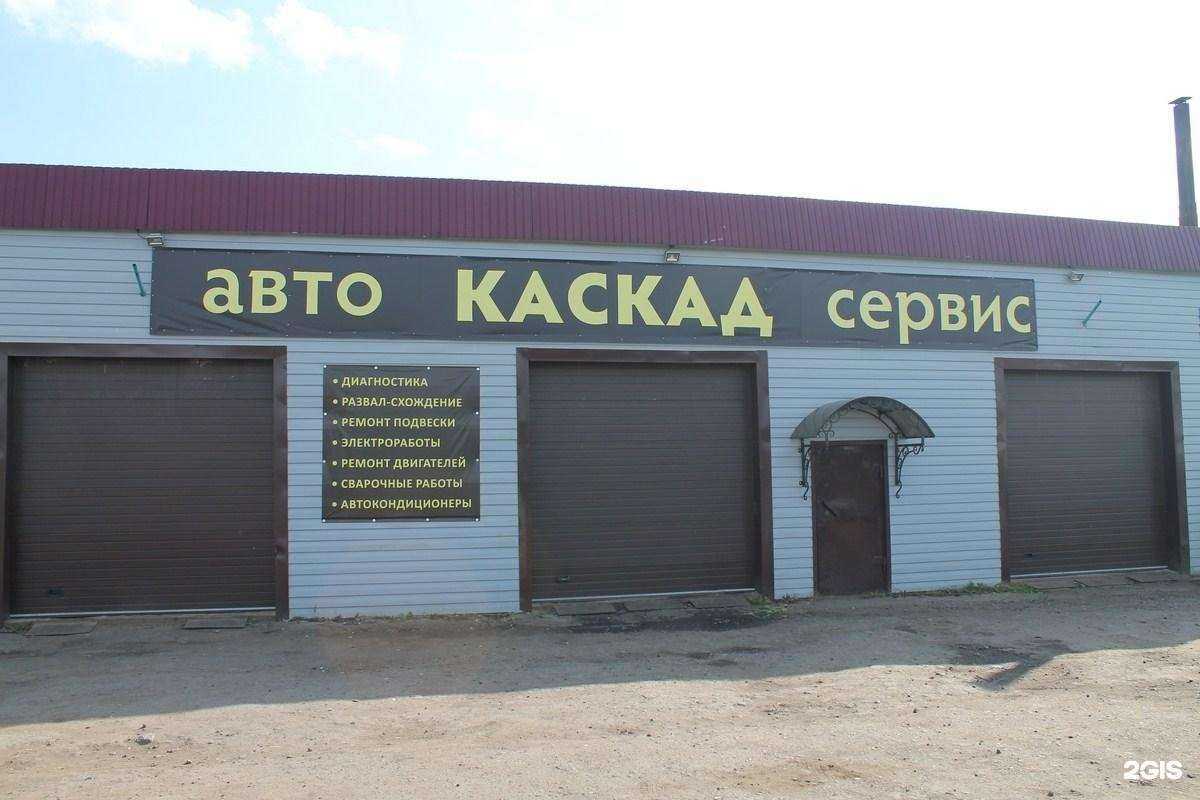 авто КАСКАД сервис
• ДИАГНОСТИКА
• РАЗВАЛ-СХОЖДЕНИЕ
• РЕМОНТ ПОДВЕСКИ
• ЭЛЕКТРОРАБОТЫ
• РЕМОНТ ДВИГАТЕЛЕЙ
• СВАРОЧНЫЕ РАБОТЫ
• АВТОКОНДИЦИОНЕРЫ
2GIS